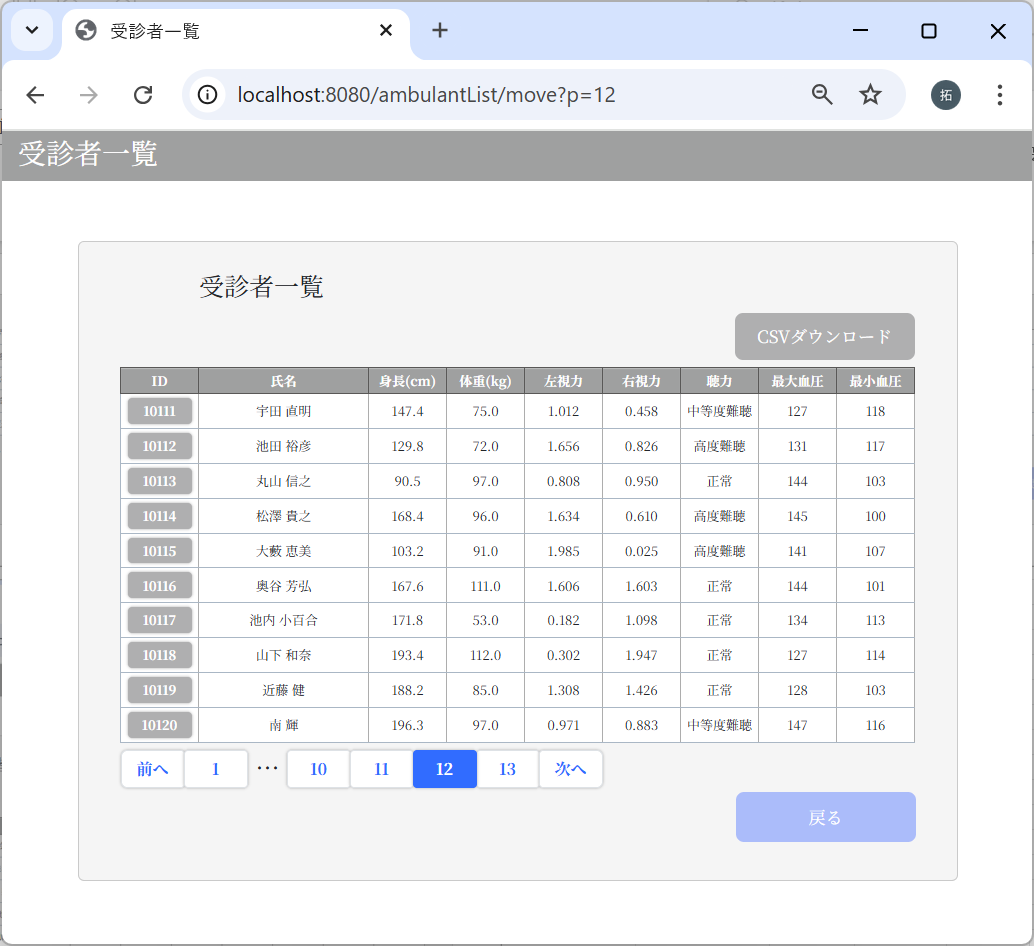 受診者一覧
localhost:8080/ambulantList/move?p=12
拓
受診者一覧
受診者一覧
CSVダウンロード
ID 氏名 身長(cm) 体重(kg) 左視力 右視力 聴力 最大血圧 最小血圧
10111 宇田 直明 147.4 75.0 1.012 0.458 中等度難聴 127 118
10112 池田 裕彦 129.8 72.0 1.656 0.826 高度難聴 131 117
10113 丸山 信之 90.5 97.0 0.808 0.950 正常 144 103
10114 松澤 貴之 168.4 96.0 1.634 0.610 高度難聴 145 100
10115 大藪 恵美 103.2 91.0 1.985 0.025 高度難聴 141 107
10116 奥谷 芳弘 167.6 111.0 1.606 1.603 正常 144 101
10117 池内 小百合 171.8 53.0 0.182 1.098 正常 134 113
10118 山下 和奈 193.4 112.0 0.302 1.947 正常 127 114
10119 近藤 健 188.2 85.0 1.308 1.426 正常 128 103
10120 南 輝 196.3 97.0 0.971 0.883 中等度難聴 147 116
前へ 1 … 10 11 12 13 次へ
戻る